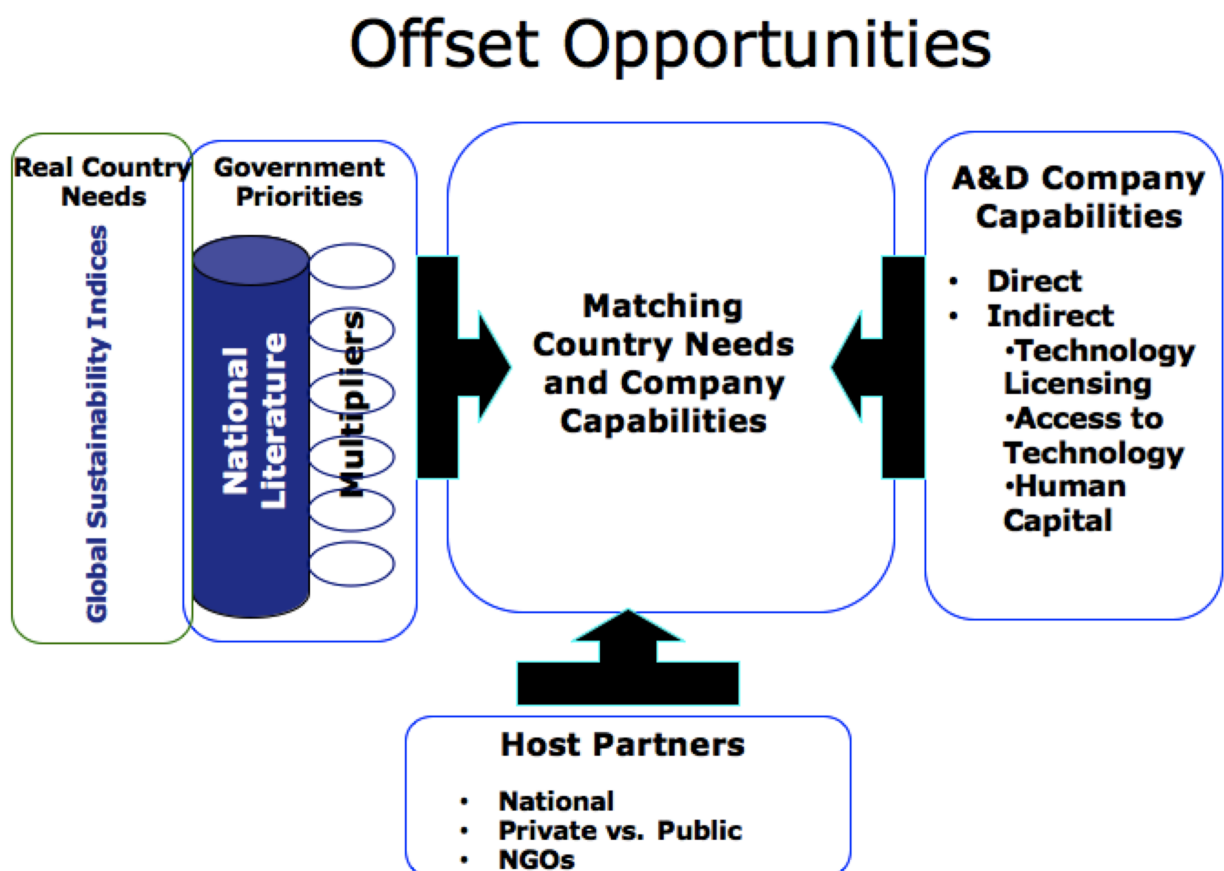 Offset Opportunities
Real Country
Needs
Global Sustainability Indices
Government
Priorities
National
Literature
Multipliers
Matching
Country Needs
and Company
Capabilities
A&D Company
Capabilities
• Direct
• Indirect
•Technology
Licensing
•Access to
Technology
•Human
Capital
Host Partners
• National
• Private vs. Public
• NGOs